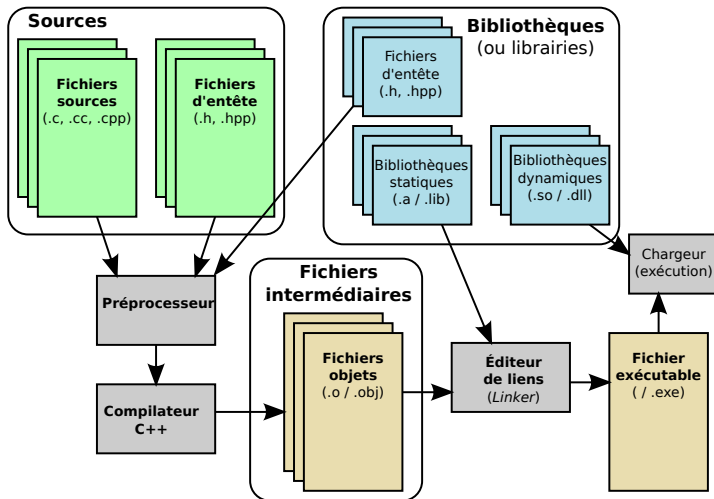 Sources
Fichiers
sources
(.c, .cc, .cpp)
Fichiers
d'entête
(.h, .hpp)
Bibliothèques
(ou librairies)
Fichiers
d'entête
(.h, .hpp)
Bibliothèques
statiques
(.a / .lib)
Bibliothèques
dynamiques
(.so / .dll)
Préprocesseur
Compilateur
C++
Fichiers
intermédiaires
Fichiers
objets
(.o / .obj)
Éditeur
de liens
(Linker)
Chargeur
(exécution)
Fichier
exécutable
( / .exe)